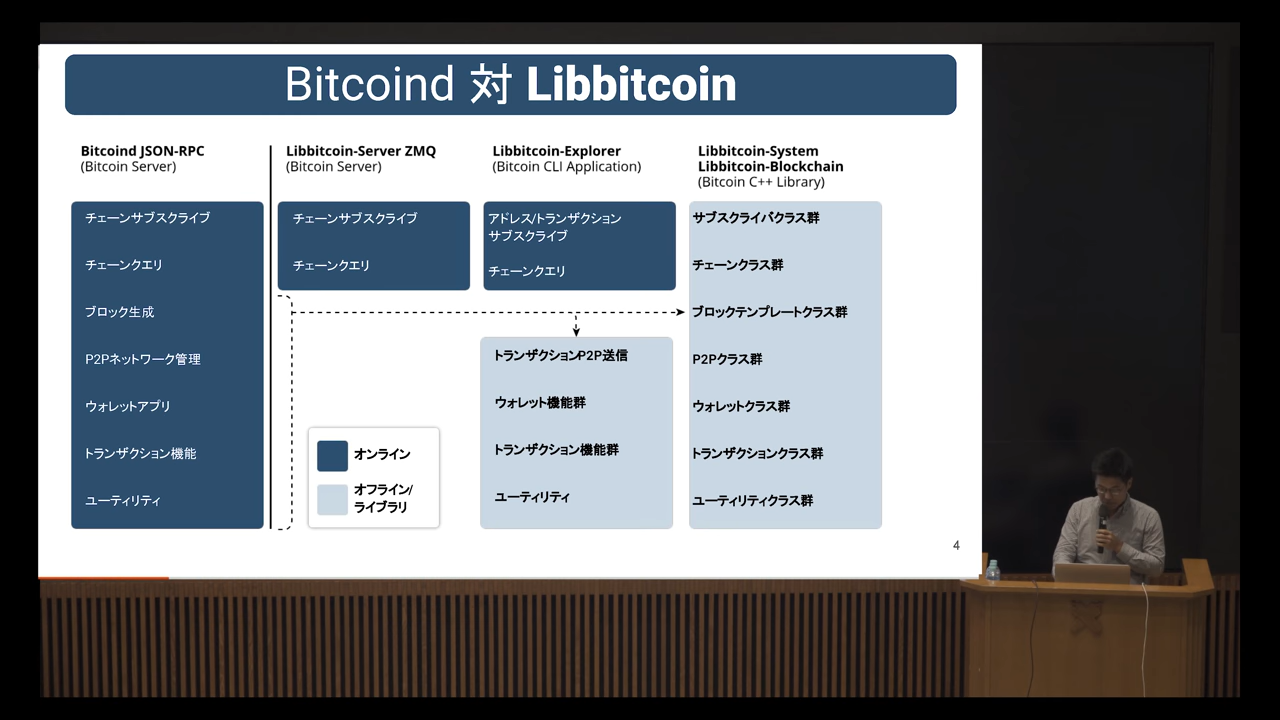 Bitcoind 対 Libbitcoin
Bitcoind JSON-RPC
(Bitcoin Server)
チェーンサブスクライブ
チェーンクエリ
ブロック生成
P2Pネットワーク管理
ウォレットアプリ
トランザクション機能
ユーティリティ
Libbitcoin-Server ZMQ
(Bitcoin Server)
チェーンサブスクライブ
チェーンクエリ
オンライン
オフライン/
ライブラリ
Libbitcoin-Explorer
(Bitcoin CLI Application)
アドレス/トランザクション
サブスクライブ
チェーンクエリ
トランザクションP2P送信
ウォレット機能群
トランザクション機能群
ユーティリティ
Libbitcoin-System
Libbitcoin-Blockchain
(Bitcoin C++ Library)
サブスクライバクラス群
チェーンクラス群
ブロックテンプレートクラス群
P2Pクラス群
ウォレットクラス群
トランザクションクラス群
ユーティリティクラス群
4